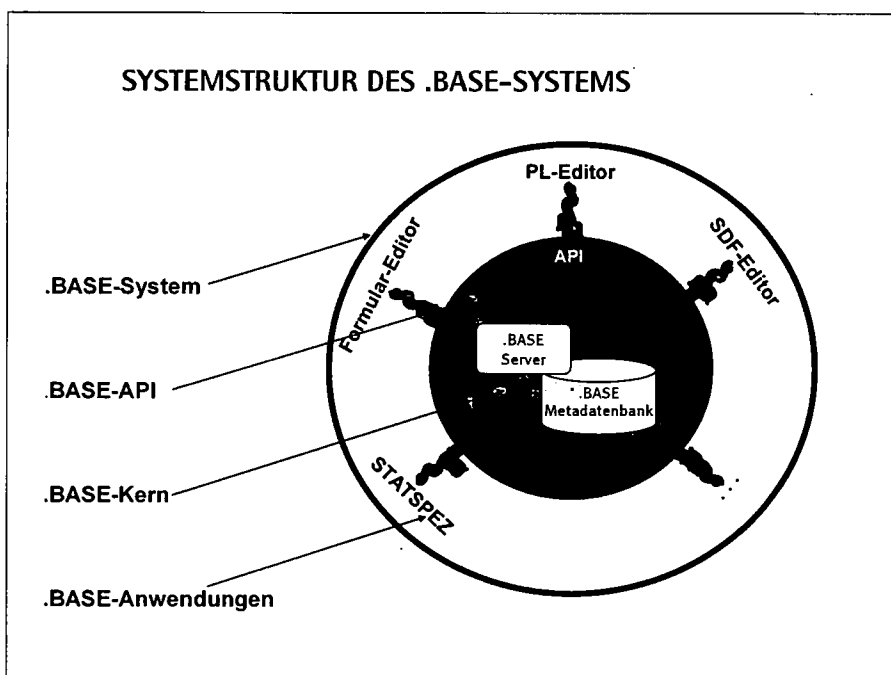 SYSTEMSTRUKTUR DES .BASE-SYSTEMS
PL-Editor
SDF-Editor
API
Formular-Editor
.BASE-System
.BASE
Server
.BASE-API
.BASE
Metadatenbank
.BASE-Kern
STATSPEZ
...
.BASE-Anwendungen